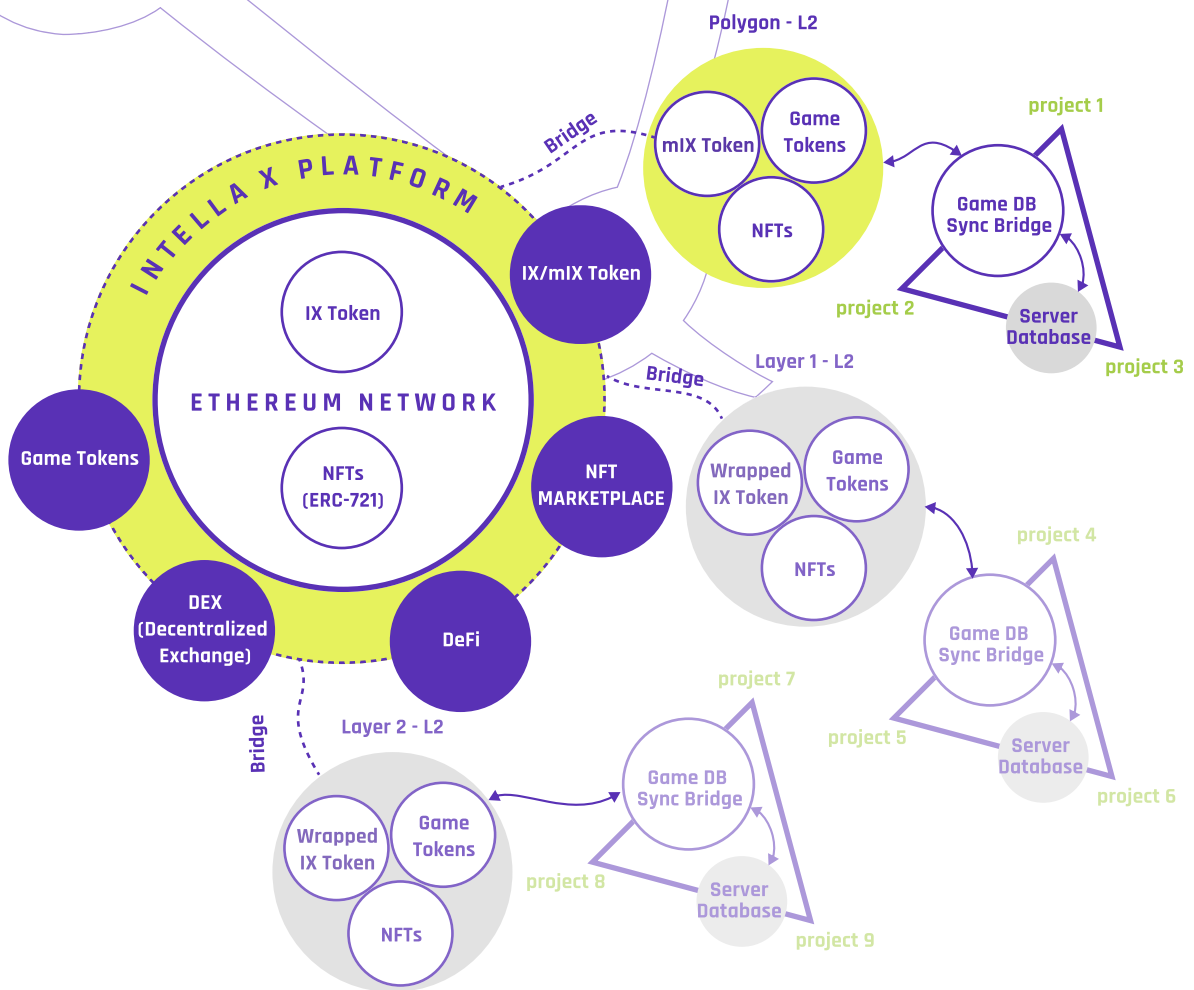 Polygon - L2
mIX Token
Game
Tokens
NFTs
Bridge
project 1
Game DB
Sync Bridge
project 2
Server
Database
project 3
INTELLA X PLATFORM
IX Token
ETHEREUM NETWORK
NFTs
(ERC-721)
IX/mIX Token
NFT
MARKETPLACE
DeFi
DEX
(Decentralized
Exchange)
Game Tokens
Bridge
Layer 1 - L2
Wrapped
IX Token
Game
Tokens
NFTs
project 4
Game DB
Sync Bridge
project 5
Server
Database
project 6
Bridge
Layer 2 - L2
Wrapped
IX Token
Game
Tokens
NFTs
project 7
Game DB
Sync Bridge
project 8
Server
Database
project 9